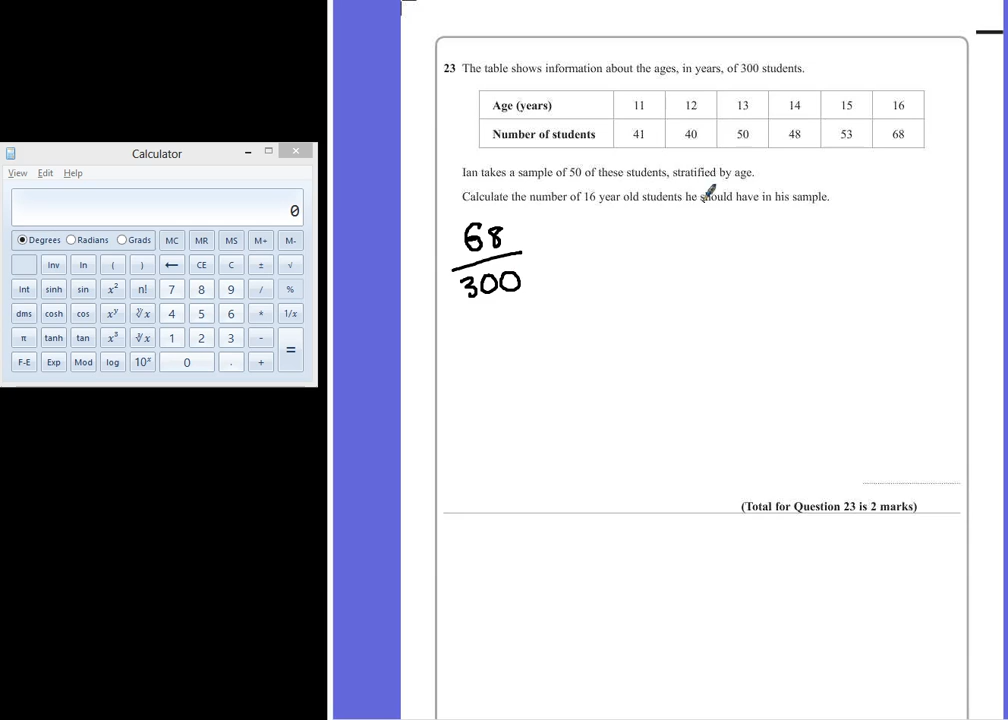 Calculator
View Edit Help
0
Degrees Radians Grads MC MR MS M+ M-
Inv ln ( ) ← CE C ± √
Int sinh sin x² n! 7 8 9 / %
dms cosh cos xʸ ʸ√x 4 5 6 * 1/x
π tanh tan x³ ³√x 1 2 3 - =
F-E Exp Mod log 10ˣ 0 . +
23 The table shows information about the ages, in years, of 300 students.
Age (years) 11 12 13 14 15 16
Number of students 41 40 50 48 53 68
Ian takes a sample of 50 of these students, stratified by age.
Calculate the number of 16 year old students he should have in his sample.
68
300
(Total for Question 23 is 2 marks)